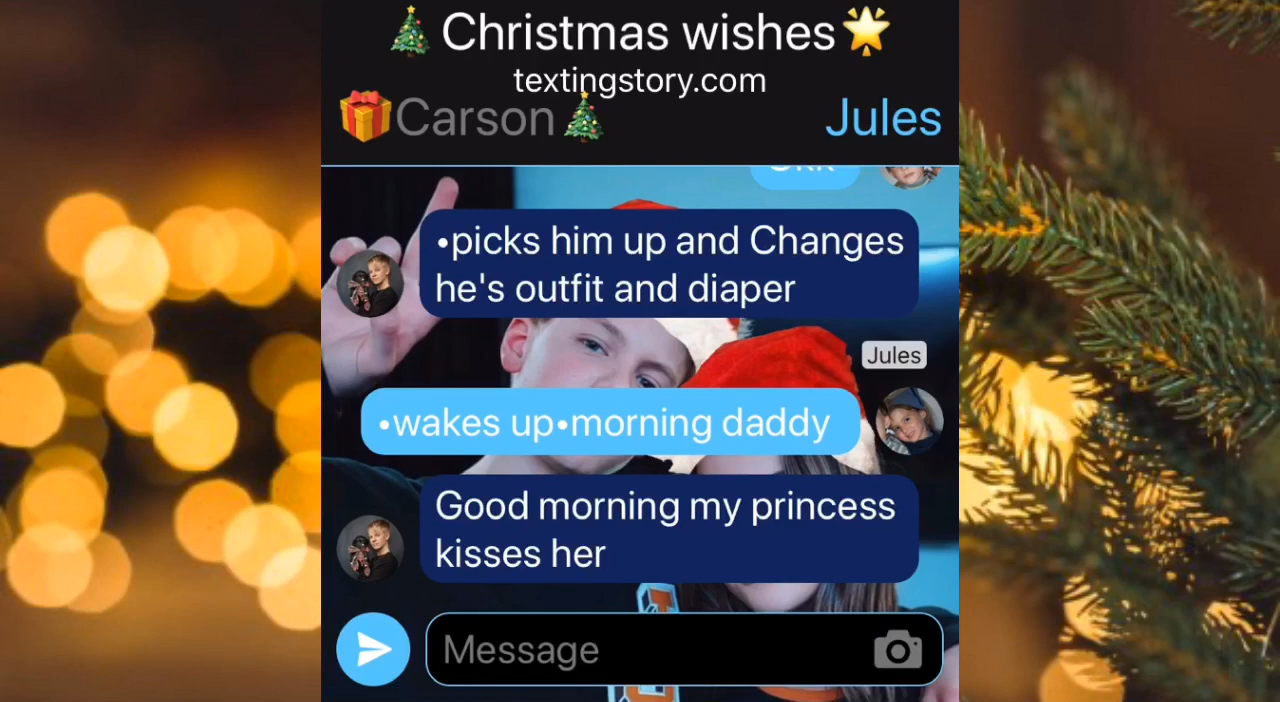 🎄Christmas wishes🌟
textingstory.com
🎁Carson🎄
Jules
•picks him up and Changes
he's outfit and diaper
Jules
•wakes up•morning daddy
Good morning my princess
kisses her
Message